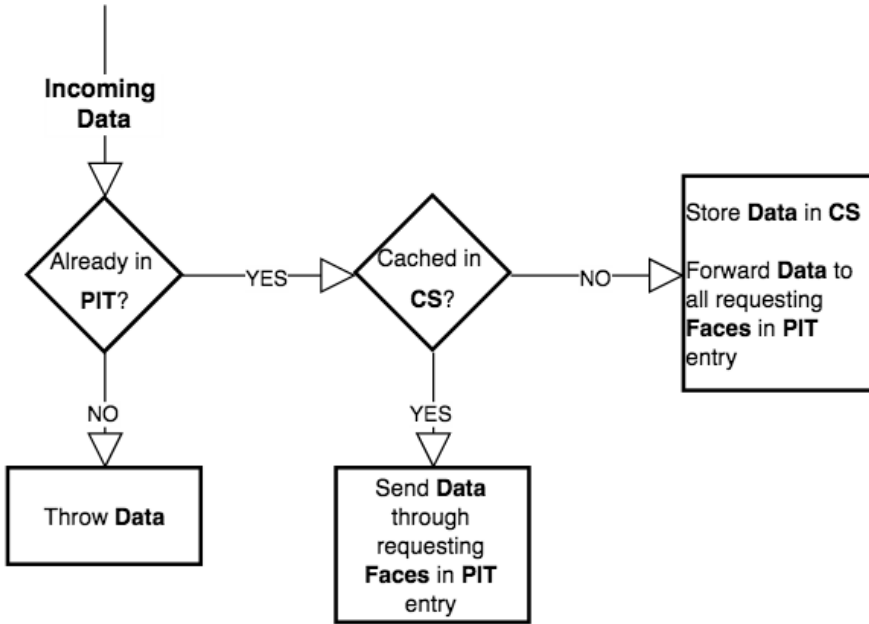 Incoming
Data
Already in
PIT?
YES
Cached in
CS?
NO
Store Data in CS
Forward Data to
all requesting
Faces in PIT
entry
NO
Throw Data
YES
Send Data
through
requesting
Faces in PIT
entry